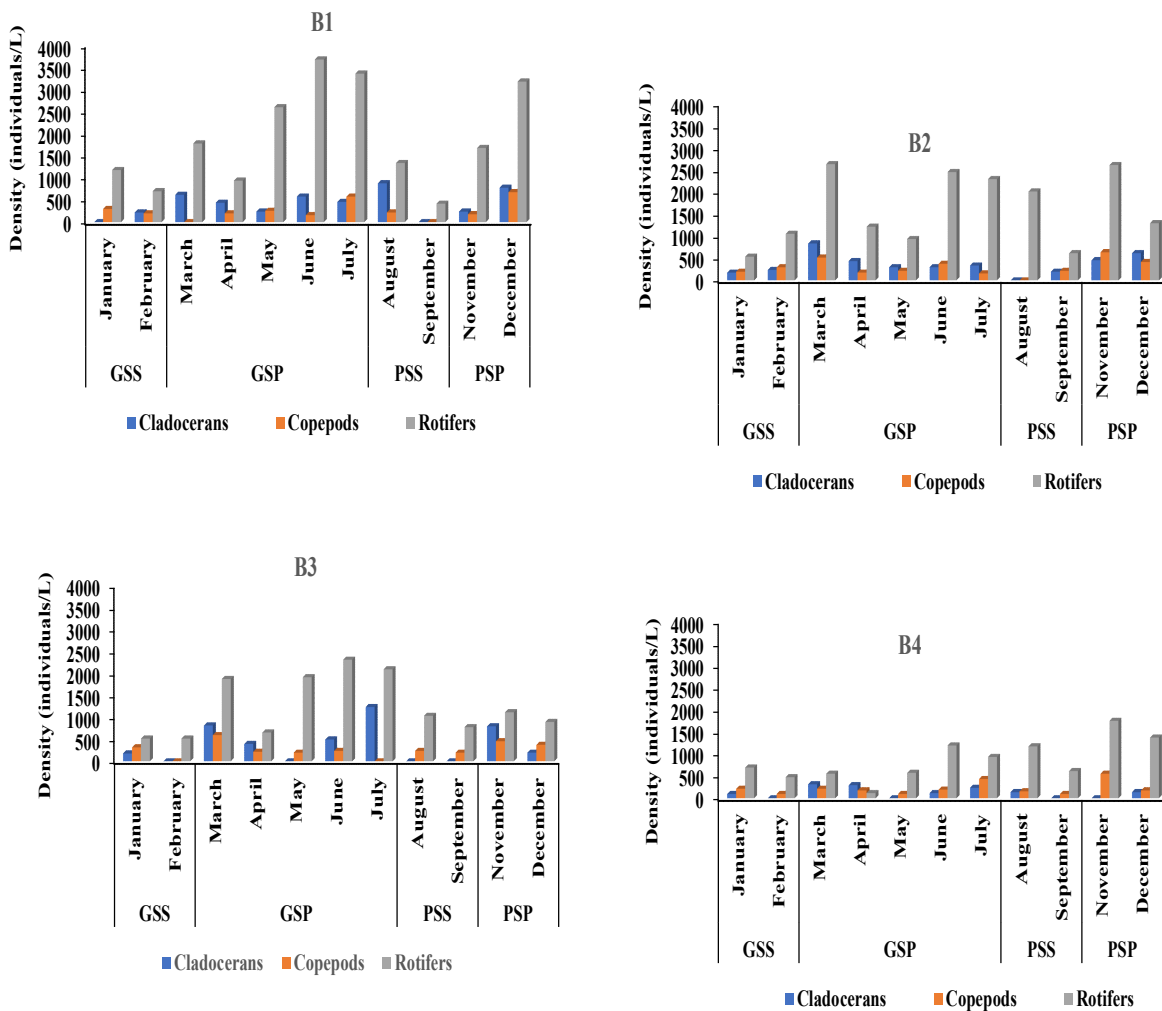 B1
Density (individuals/L)
4000
3500
3000
2500
2000
1500
1000
500
0
January
February
March
April
May
June
July
August
September
November
December
GSS GSP PSS PSP
Cladocerans Copepods Rotifers
B2
Density (individuals/L)
4000
3500
3000
2500
2000
1500
1000
500
0
January
February
March
April
May
June
July
August
September
November
December
GSS GSP PSS PSP
Cladocerans Copepods Rotifers
B3
Density (individuals/L)
4000
3500
3000
2500
2000
1500
1000
500
0
January
February
March
April
May
June
July
August
September
November
December
GSS GSP PSS PSP
Cladocerans Copepods Rotifers
B4
Density (individuals/L)
4000
3500
3000
2500
2000
1500
1000
500
0
January
February
March
April
May
June
July
August
September
November
December
GSS GSP PSS PSP
Cladocerans Copepods Rotifers